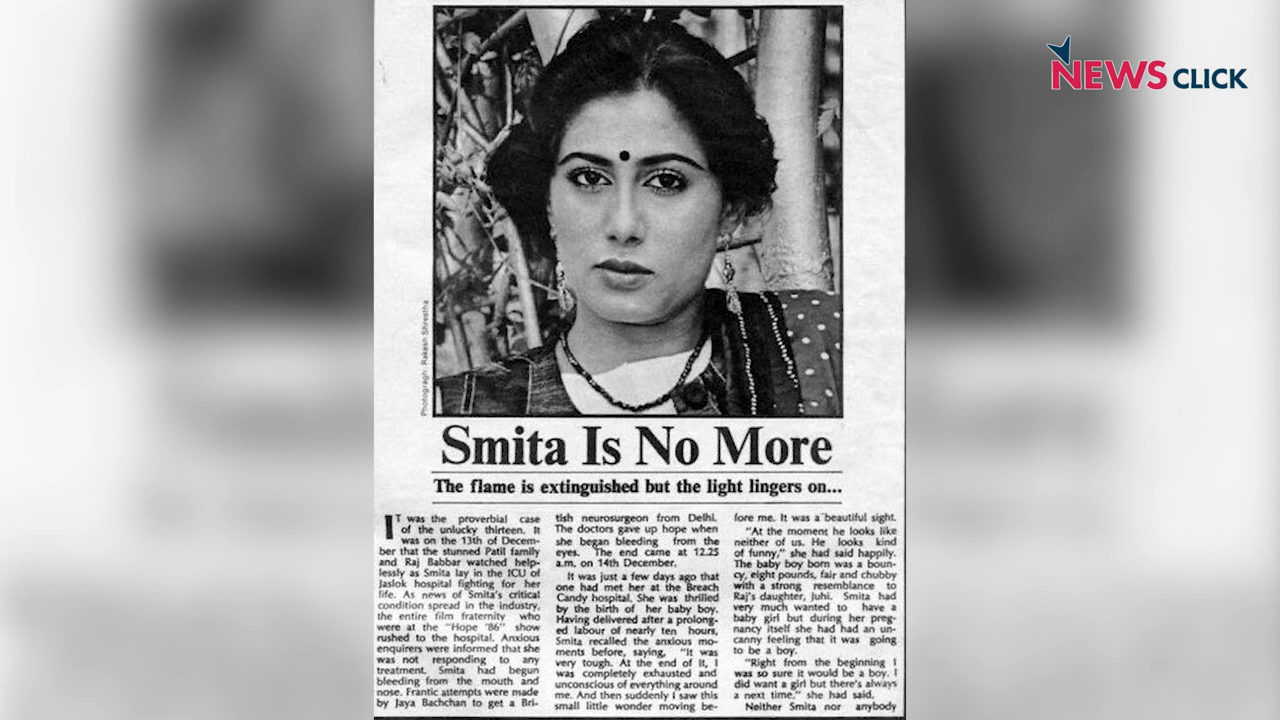 NEWS CLICK
Photograph: Rakesh Shrestha
Smita Is No More
The flame is extinguished but the light lingers on...
IT was the proverbial case
of the unlucky thirteen. It
was on the 13th of Decem-
ber that the stunned Patil family
and Raj Babbar watched help-
lessly as Smita lay in the ICU of
Jaslok hospital fighting for her
life. As news of Smita's critical
condition spread in the industry,
the entire film fraternity who
were at the "Hope '86" show
rushed to the hospital. Anxious
enquirers were informed that she
was not responding to any
treatment. Smita had begun
bleeding from the mouth and
nose. Frantic attempts were made
by Jaya Bachchan to get a Bri-
tish neurosurgeon from Delhi.
The doctors gave up hope when
she began bleeding from the
eyes. The end came at 12.25
a.m. on 14th December.
It was just a few days ago that
one had met her at the Breach
Candy hospital. She was thrilled
by the birth of her baby boy.
Having delivered after a prolong-
ed labour of nearly ten hours,
Smita recalled the anxious mo-
ments before, saying, "It was
very tough. At the end of it, I
was completely exhausted and
unconscious of everything around
me. And then suddenly I saw this
small little wonder moving be-
fore me. It was a beautiful sight.
"At the moment he looks like
neither of us. He looks kind
of funny," she had said happily.
The baby boy born was a boun-
cy, eight pounds, fair and chubby
with a strong resemblance to
Raj's daughter, Juhi. Smita had
very much wanted to have a
baby girl but during her preg-
nancy itself she had had an un-
canny feeling that it was going
to be a boy.
"Right from the beginning I
was so sure it would be a boy. I
did want a girl but there's always
a next time," she had said.
Neither Smita nor anybody